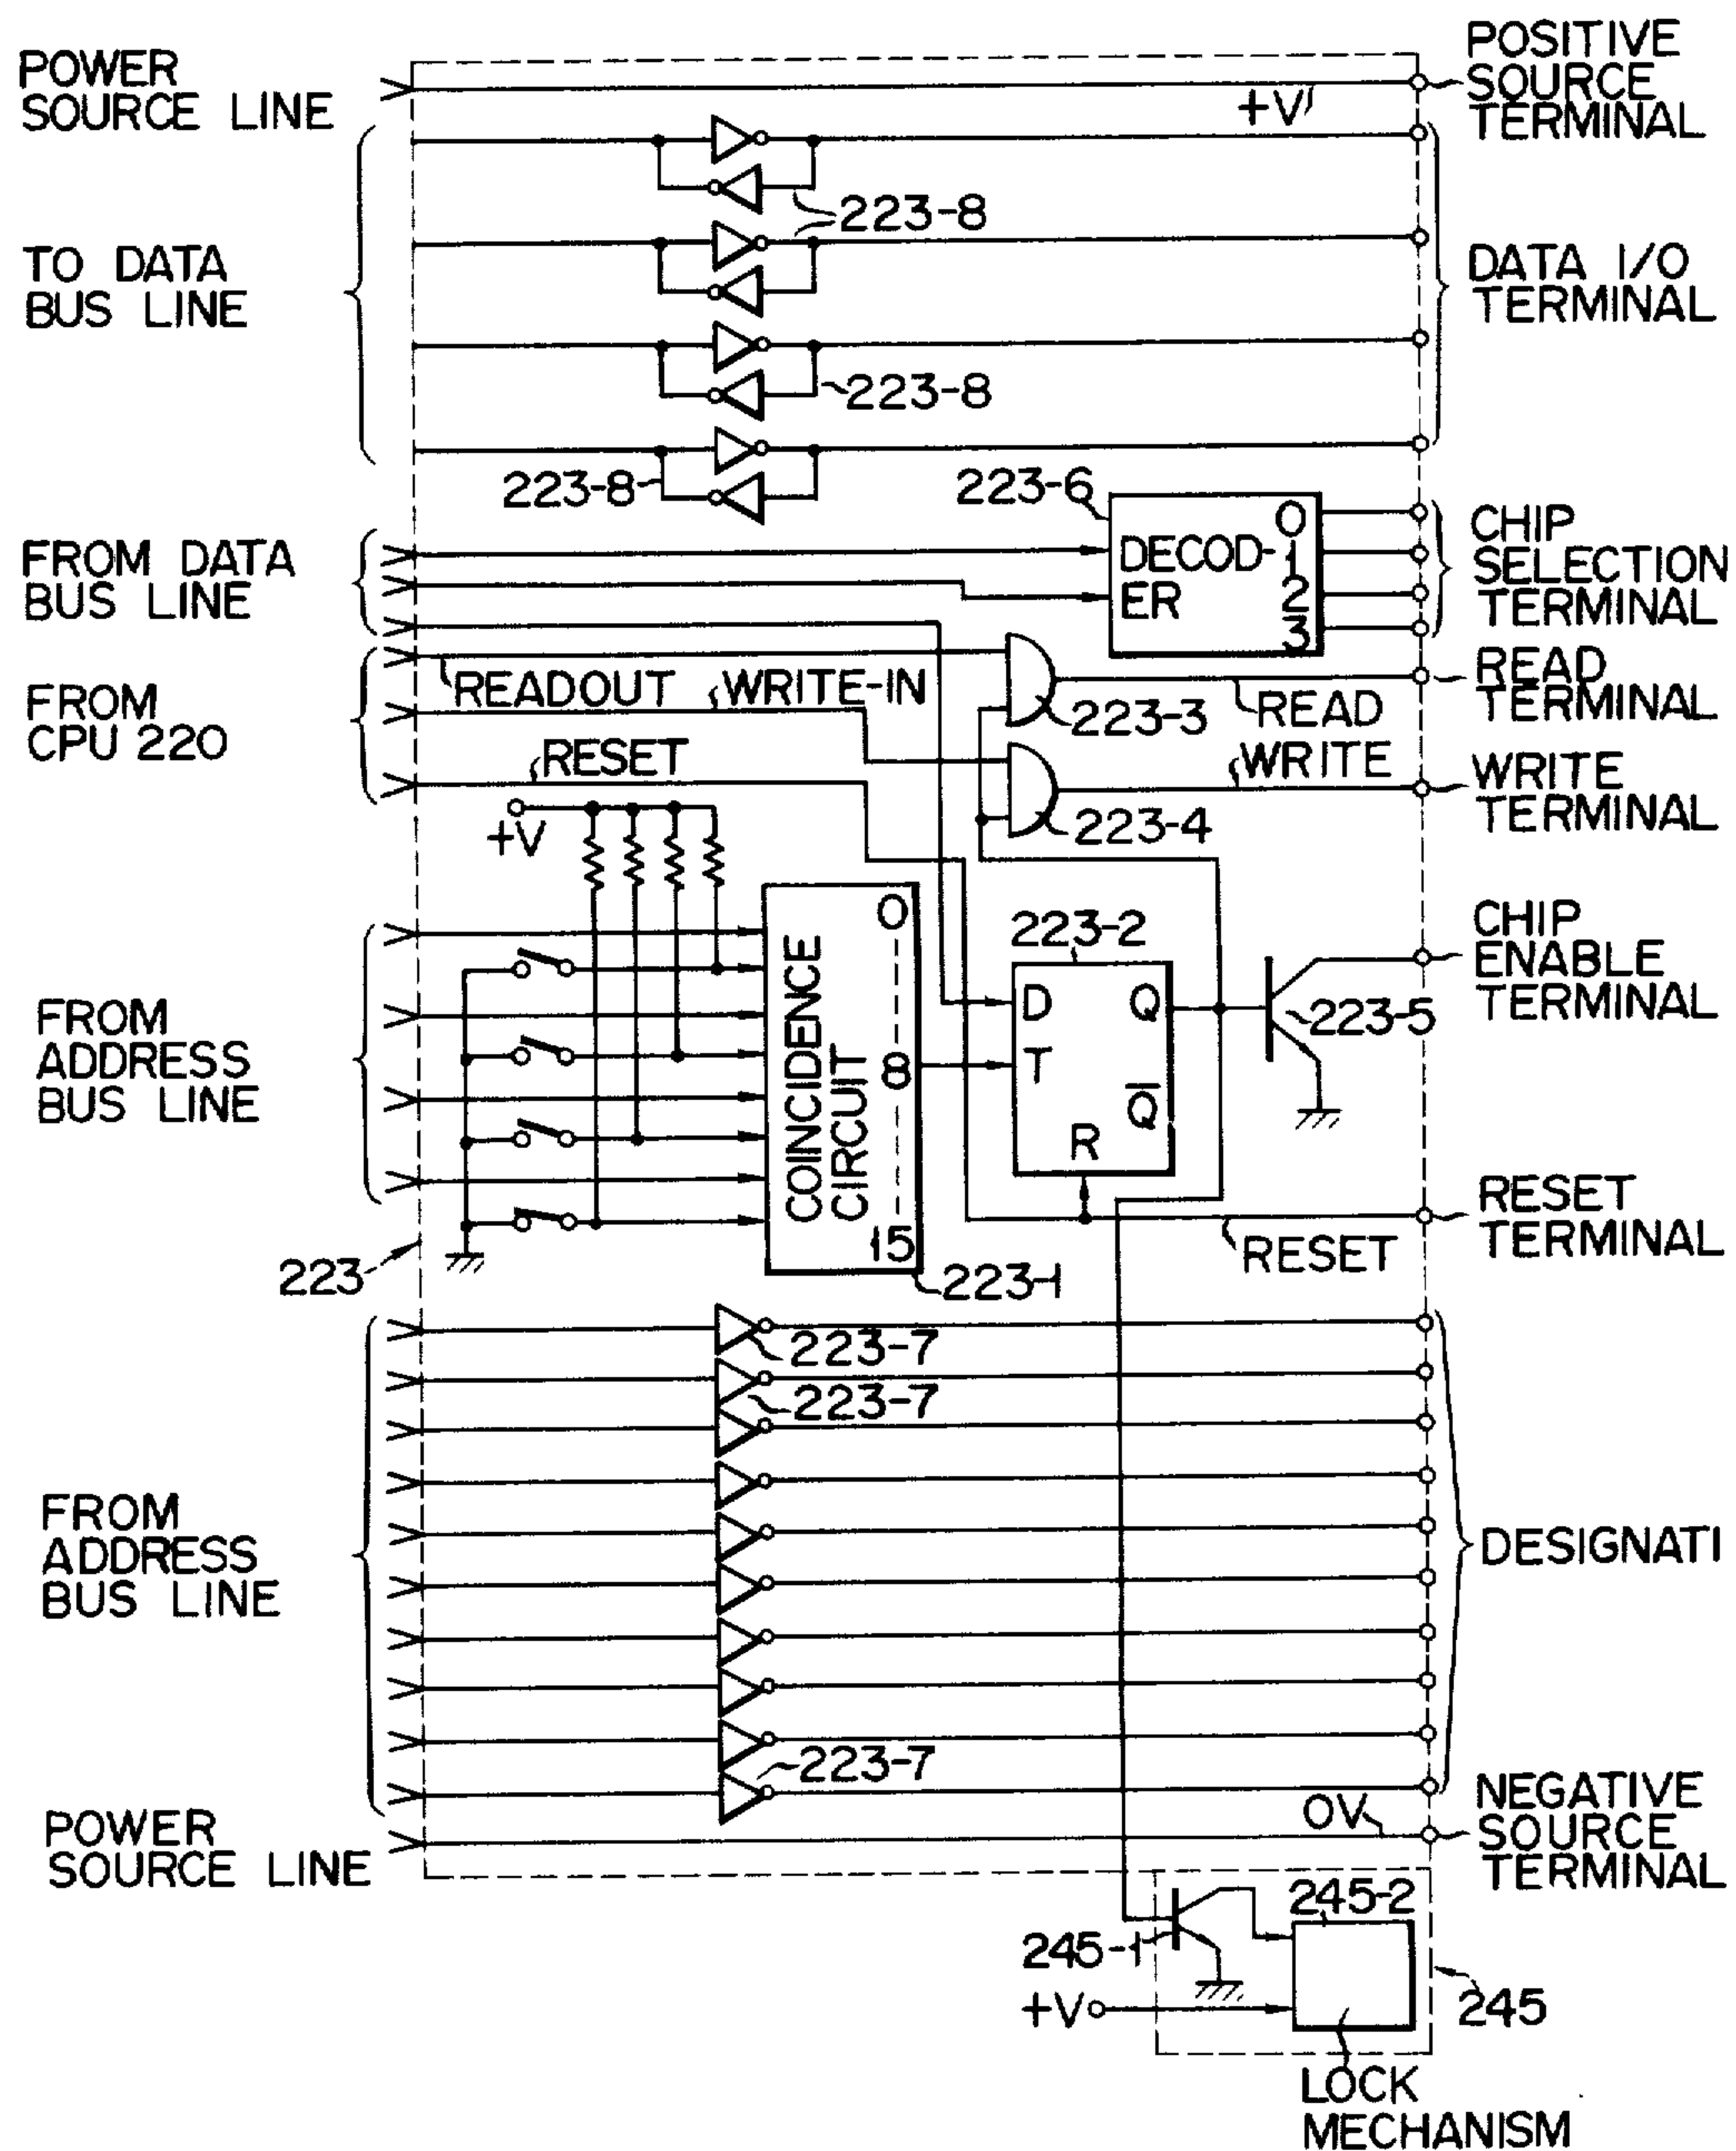 POWER
SOURCE LINE
POSITIVE
SOURCE
TERMINAL
+V
TO DATA
BUS LINE
223-8
223-8
223-8
DATA I/O
TERMINAL
FROM DATA
BUS LINE
223-6
DECOD-
ER
0
1
2
3
CHIP
SELECTION
TERMINAL
FROM
CPU 220
READOUT
WRITE-IN
RESET
223-3
READ
READ
TERMINAL
223-4
WRITE
WRITE
TERMINAL
+V
FROM
ADDRESS
BUS LINE
COINCIDENCE
CIRCUIT
0
8
15
223-1
223
223-2
D
Q
T
Q̅
R
223-5
CHIP
ENABLE
TERMINAL
RESET
RESET
TERMINAL
FROM
ADDRESS
BUS LINE
223-7
223-7
223-7
DESIGNATI
POWER
SOURCE LINE
0V
NEGATIVE
SOURCE
TERMINAL
245-1
245-2
+V
245
LOCK
MECHANISM